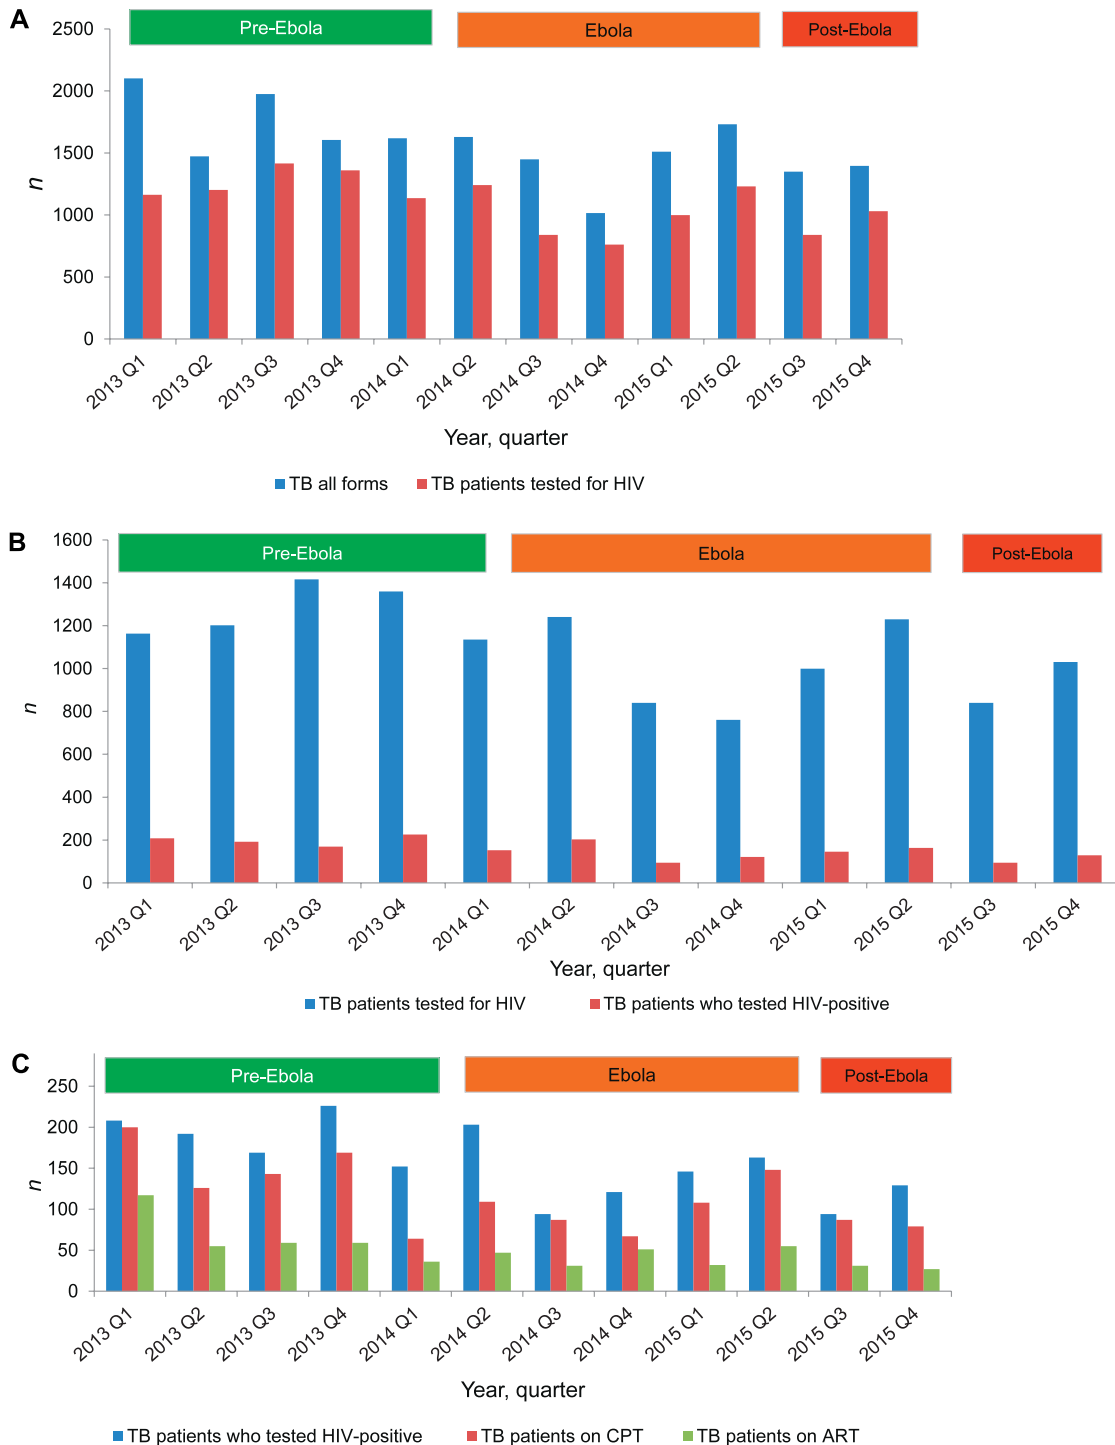 A
Pre-Ebola
Ebola
Post-Ebola
2500
2000
1500
1000
500
0
n
2013 Q1
2013 Q2
2013 Q3
2013 Q4
2014 Q1
2014 Q2
2014 Q3
2014 Q4
2015 Q1
2015 Q2
2015 Q3
2015 Q4
Year, quarter
TB all forms
TB patients tested for HIV
B
Pre-Ebola
Ebola
Post-Ebola
1600
1400
1200
1000
800
600
400
200
0
n
2013 Q1
2013 Q2
2013 Q3
2013 Q4
2014 Q1
2014 Q2
2014 Q3
2014 Q4
2015 Q1
2015 Q2
2015 Q3
2015 Q4
Year, quarter
TB patients tested for HIV
TB patients who tested HIV-positive
C
Pre-Ebola
Ebola
Post-Ebola
250
200
150
100
50
0
n
2013 Q1
2013 Q2
2013 Q3
2013 Q4
2014 Q1
2014 Q2
2014 Q3
2014 Q4
2015 Q1
2015 Q2
2015 Q3
2015 Q4
Year, quarter
TB patients who tested HIV-positive
TB patients on CPT
TB patients on ART